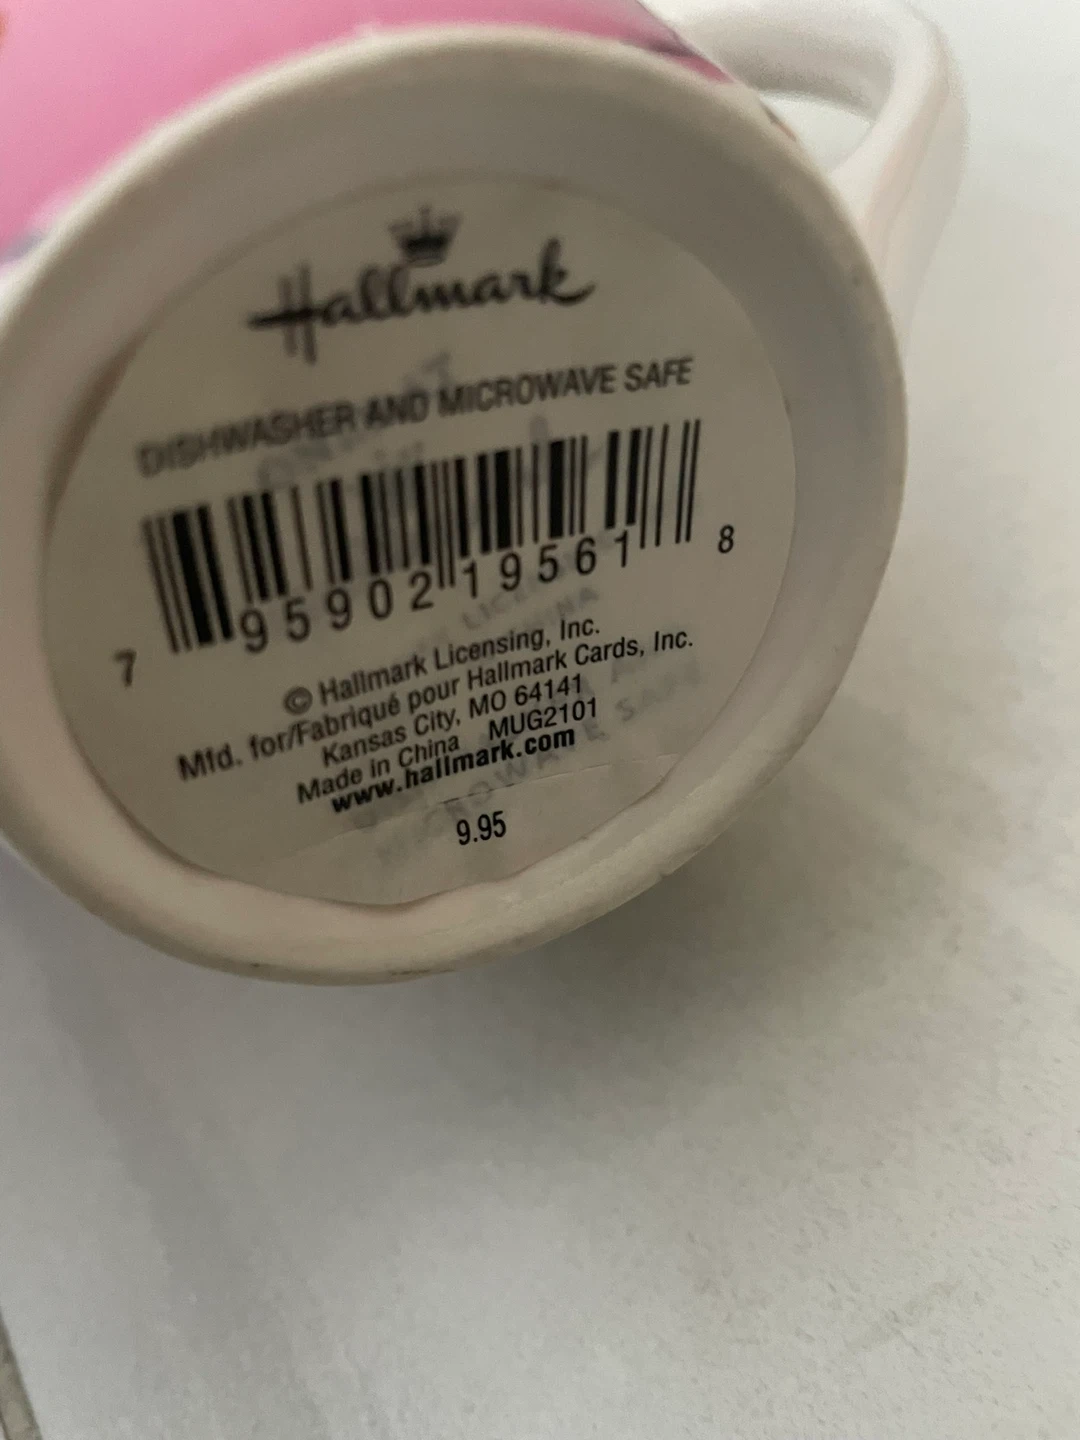 Hallmark
DISHWASHER AND MICROWAVE SAFE
7 95902 19561 8
© Hallmark Licensing, Inc.
Mfd. for/Fabriqué pour Hallmark Cards, Inc.
Kansas City, MO 64141
Made in China MUG2101
www.hallmark.com
9.95